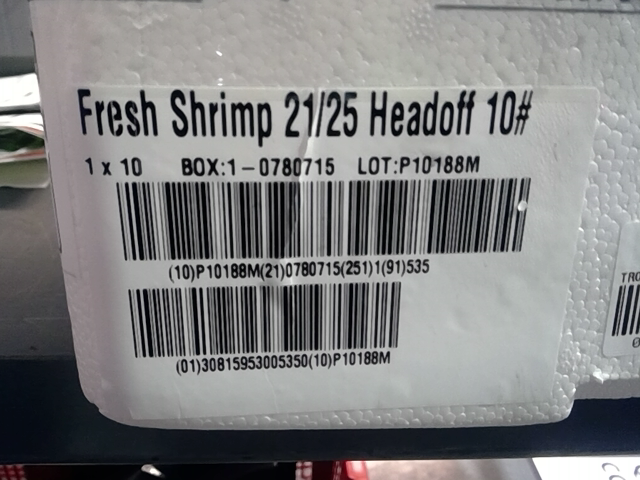 Fresh Shrimp 21/25 Headoff 10#
1 x 10 BOX:1-0780715 LOT:P10188M
(10)P10188M(21)0780715(251)1(91)535
(01)30815953005350(10)P10188M